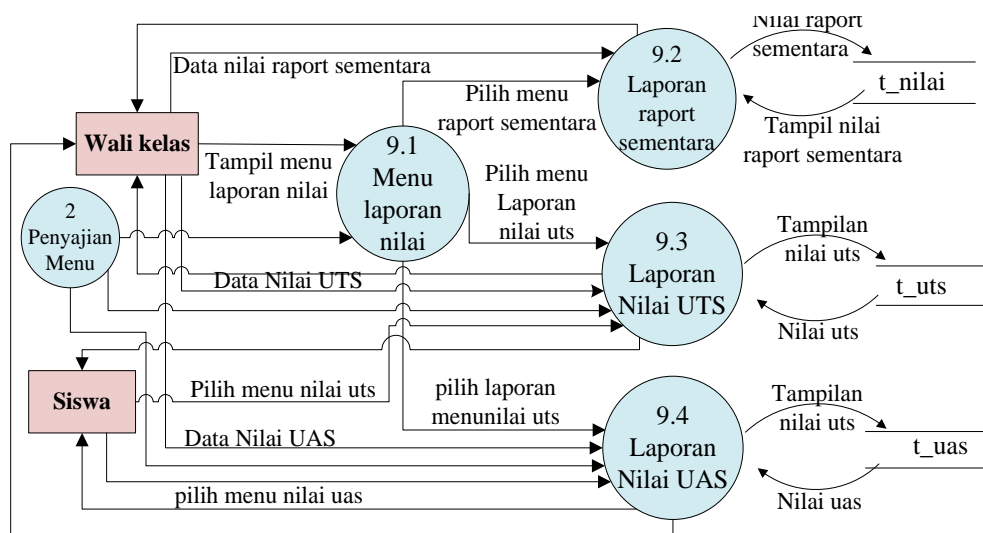 Nilai raport
sementara
9.2
Laporan
raport
sementara
t_nilai
Tampil nilai
raport sementara
Data nilai raport sementara
Pilih menu
raport sementara
Wali kelas
Tampil menu
laporan nilai
9.1
Menu
laporan
nilai
Pilih menu
Laporan
nilai uts
2
Penyajian
Menu
9.3
Laporan
Nilai UTS
Tampilan
nilai uts
t_uts
Nilai uts
Data Nilai UTS
Siswa
Pilih menu nilai uts
pilih laporan
menunilai uts
Data Nilai UAS
9.4
Laporan
Nilai UAS
Tampilan
nilai uts
t_uas
Nilai uas
pilih menu nilai uas